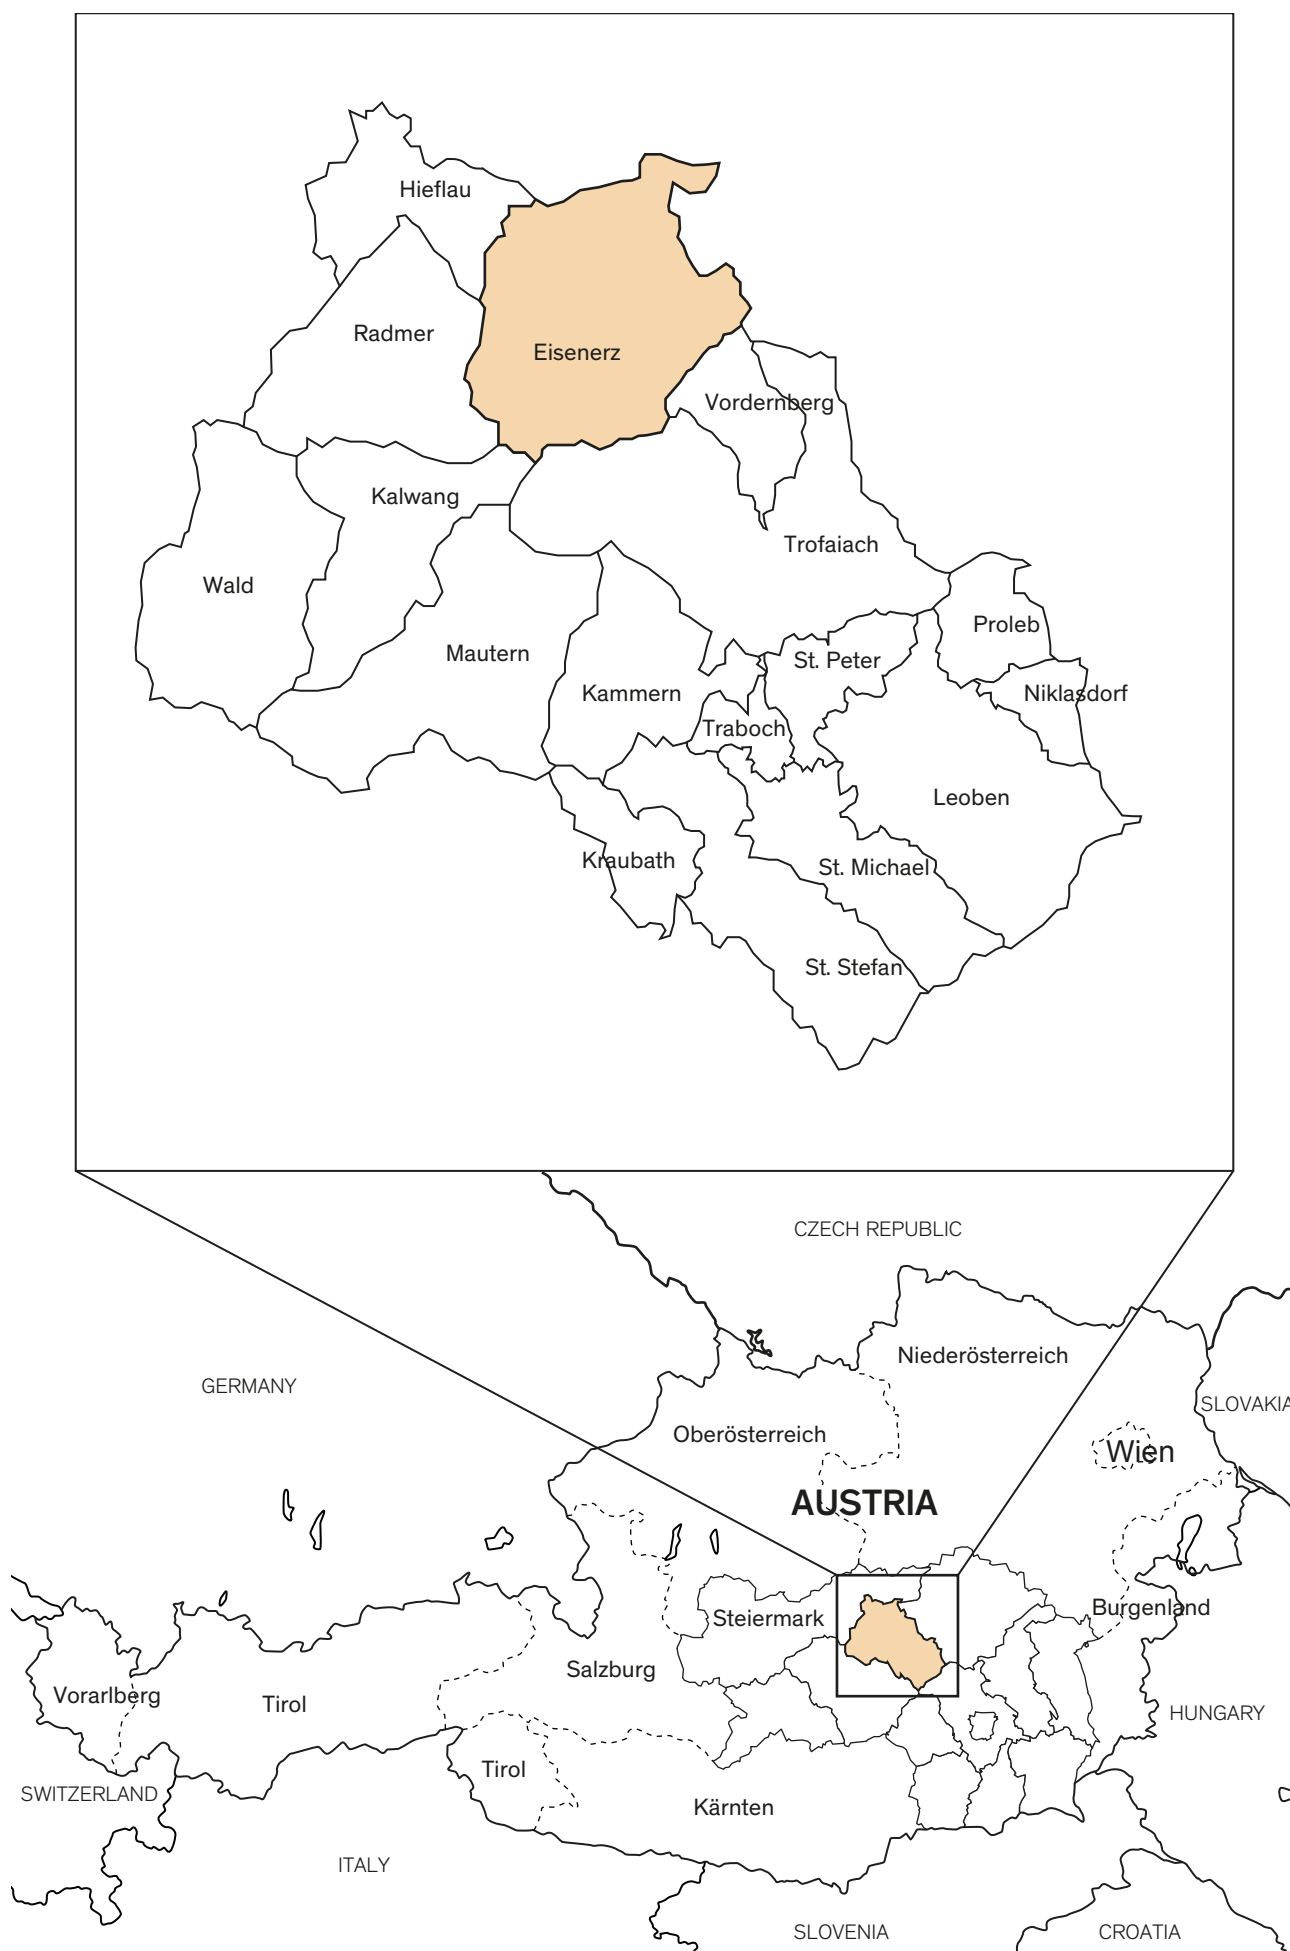 Hieflau
Radmer
Eisenerz
Vordernberg
Kalwang
Trofaiach
Wald
Proleb
Mautern
St. Peter
Kammern
Niklasdorf
Traboch
Leoben
Kraubath
St. Michael
St. Stefan
CZECH REPUBLIC
Niederösterreich
GERMANY
SLOVAKIA
Oberösterreich
Wien
AUSTRIA
Burgenland
Steiermark
Salzburg
Vorarlberg
Tirol
HUNGARY
Tirol
SWITZERLAND
Kärnten
ITALY
SLOVENIA
CROATIA